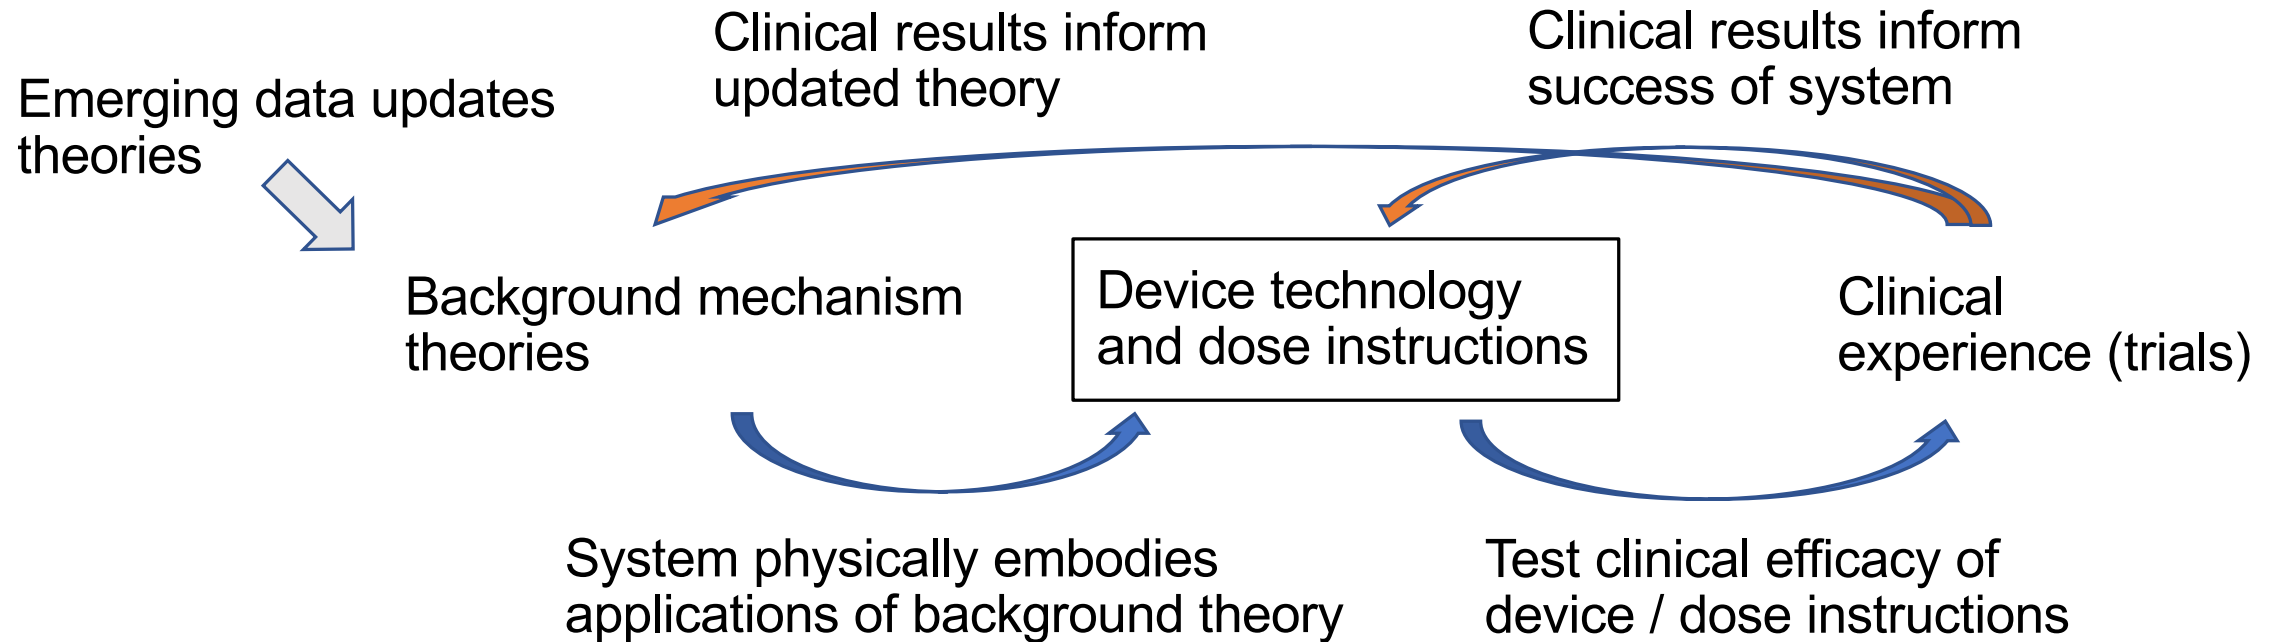 Emerging data updates
theories
Clinical results inform
updated theory
Clinical results inform
success of system
Background mechanism
theories
Device technology
and dose instructions
Clinical
experience (trials)
System physically embodies
applications of background theory
Test clinical efficacy of
device / dose instructions